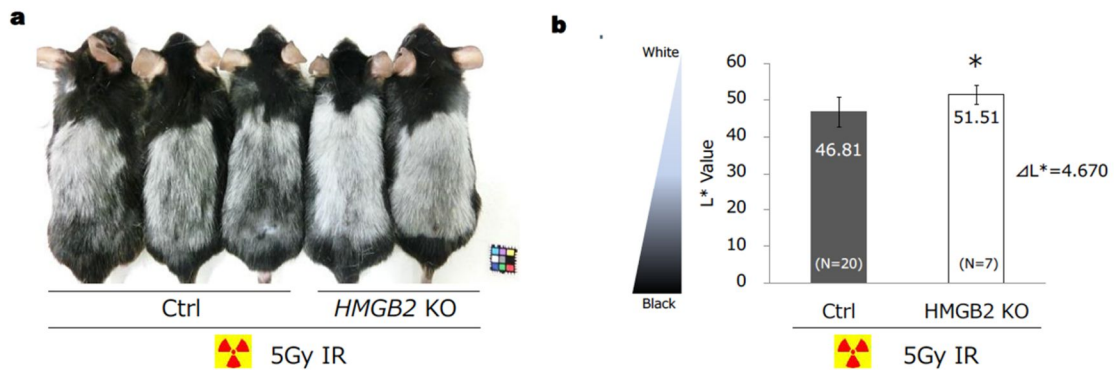 a
Ctrl
HMGB2 KO
5Gy IR
b
White
Black
L* Value
60
50
40
30
20
10
0
*
46.81
51.51
(N=20)
(N=7)
⊿L*=4.670
Ctrl
HMGB2 KO
5Gy IR